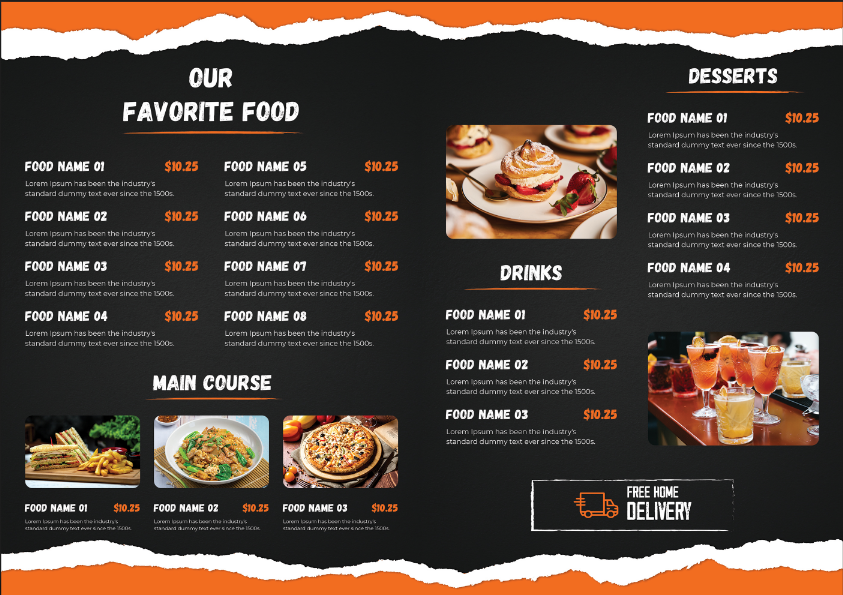 OUR
FAVORITE FOOD
FOOD NAME 01 $10.25
Lorem Ipsum has been the industry's
standard dummy text ever since the 1500s.
FOOD NAME 02 $10.25
Lorem Ipsum has been the industry's
standard dummy text ever since the 1500s.
FOOD NAME 03 $10.25
Lorem Ipsum has been the industry's
standard dummy text ever since the 1500s.
FOOD NAME 04 $10.25
Lorem Ipsum has been the industry's
standard dummy text ever since the 1500s.
FOOD NAME 05 $10.25
Lorem Ipsum has been the industry's
standard dummy text ever since the 1500s.
FOOD NAME 06 $10.25
Lorem Ipsum has been the industry's
standard dummy text ever since the 1500s.
FOOD NAME 07 $10.25
Lorem Ipsum has been the industry's
standard dummy text ever since the 1500s.
FOOD NAME 08 $10.25
Lorem Ipsum has been the industry's
standard dummy text ever since the 1500s.
MAIN COURSE
FOOD NAME 01 $10.25
Lorem Ipsum has been the industry's
standard dummy text ever since the 1500s.
FOOD NAME 02 $10.25
Lorem Ipsum has been the industry's
standard dummy text ever since the 1500s.
FOOD NAME 03 $10.25
Lorem Ipsum has been the industry's
standard dummy text ever since the 1500s.
DRINKS
FOOD NAME 01 $10.25
Lorem Ipsum has been the industry's
standard dummy text ever since the 1500s.
FOOD NAME 02 $10.25
Lorem Ipsum has been the industry's
standard dummy text ever since the 1500s.
FOOD NAME 03 $10.25
Lorem Ipsum has been the industry's
standard dummy text ever since the 1500s.
DESSERTS
FOOD NAME 01 $10.25
Lorem Ipsum has been the industry's
standard dummy text ever since the 1500s.
FOOD NAME 02 $10.25
Lorem Ipsum has been the industry's
standard dummy text ever since the 1500s.
FOOD NAME 03 $10.25
Lorem Ipsum has been the industry's
standard dummy text ever since the 1500s.
FOOD NAME 04 $10.25
Lorem Ipsum has been the industry's
standard dummy text ever since the 1500s.
FREE HOME
DELIVERY